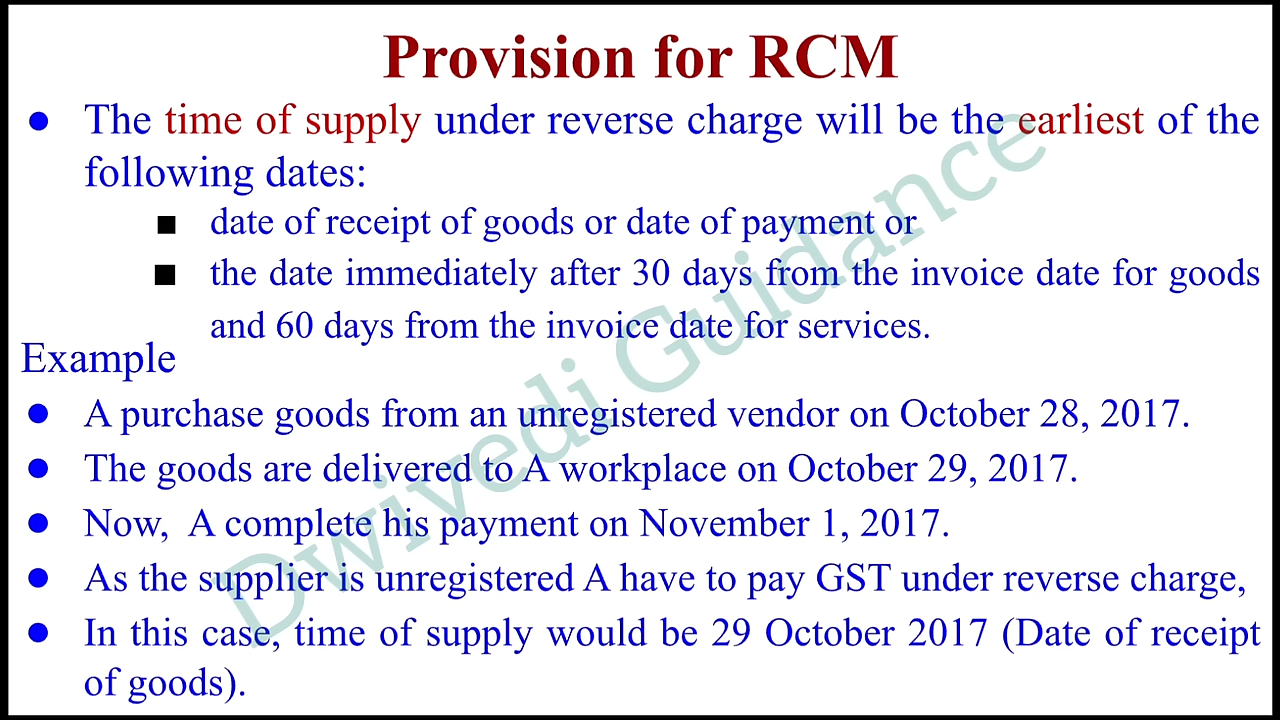 Provision for RCM
● The time of supply under reverse charge will be the earliest of the
following dates:
■ date of receipt of goods or date of payment or
■ the date immediately after 30 days from the invoice date for goods
and 60 days from the invoice date for services.
Example
● A purchase goods from an unregistered vendor on October 28, 2017.
● The goods are delivered to A workplace on October 29, 2017.
● Now, A complete his payment on November 1, 2017.
● As the supplier is unregistered A have to pay GST under reverse charge,
● In this case, time of supply would be 29 October 2017 (Date of receipt
of goods).
Dwivedi Guidance